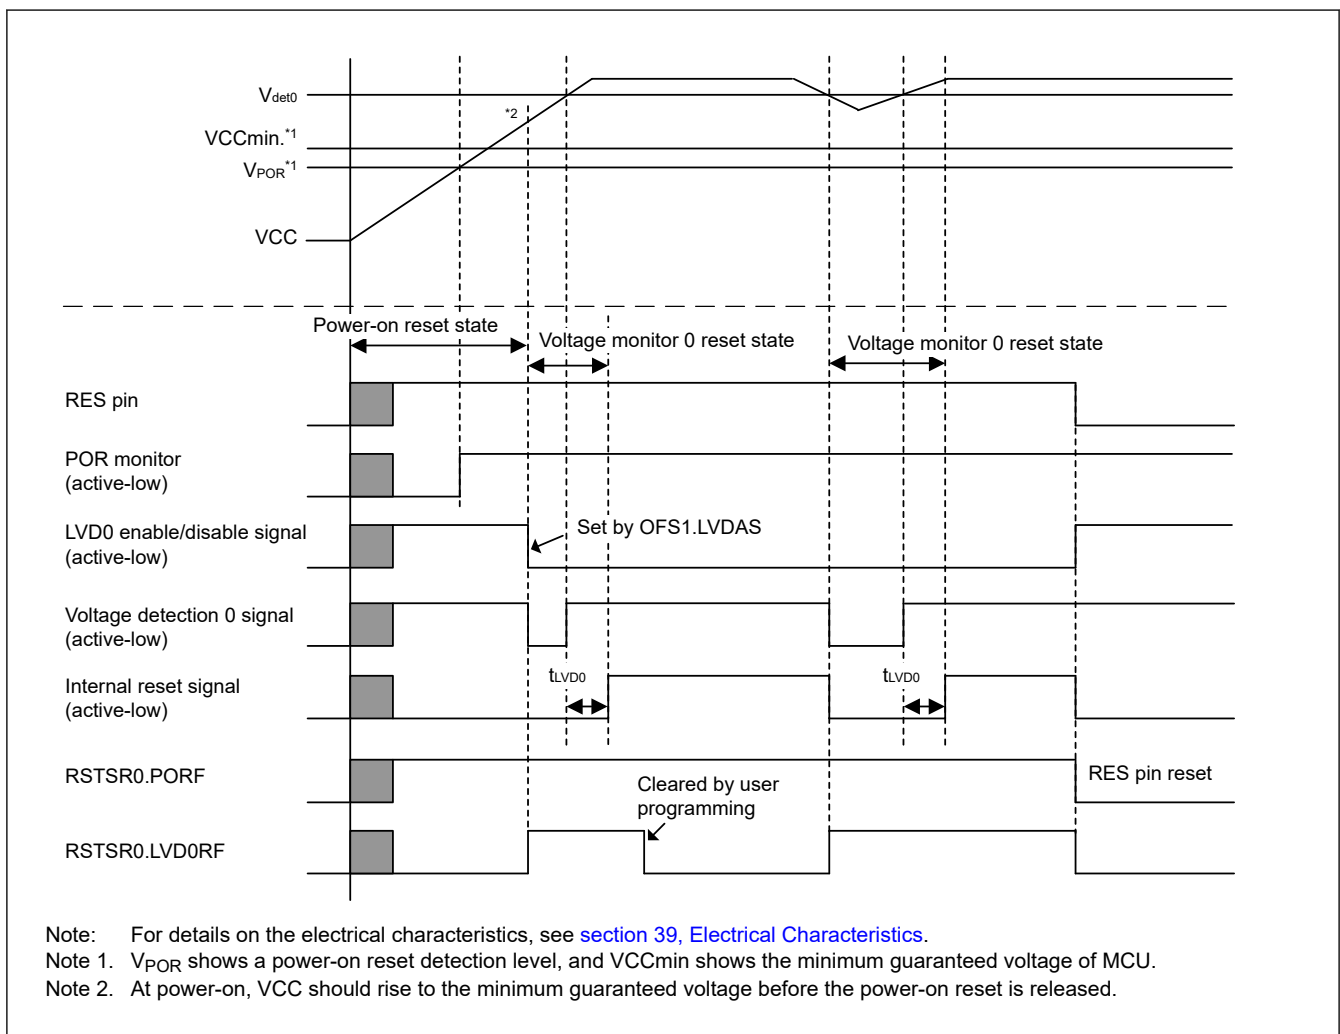 Vdet0
*2
VCCmin.*1
VPOR*1
VCC
Power-on reset state
Voltage monitor 0 reset state
Voltage monitor 0 reset state
RES pin
POR monitor
(active-low)
LVD0 enable/disable signal
(active-low)
Set by OFS1.LVDAS
Voltage detection 0 signal
(active-low)
Internal reset signal
(active-low)
tLVD0
tLVD0
RSTSR0.PORF
RES pin reset
Cleared by user
programming
RSTSR0.LVD0RF
Note: For details on the electrical characteristics, see section 39, Electrical Characteristics.
Note 1. VPOR shows a power-on reset detection level, and VCCmin shows the minimum guaranteed voltage of MCU.
Note 2. At power-on, VCC should rise to the minimum guaranteed voltage before the power-on reset is released.